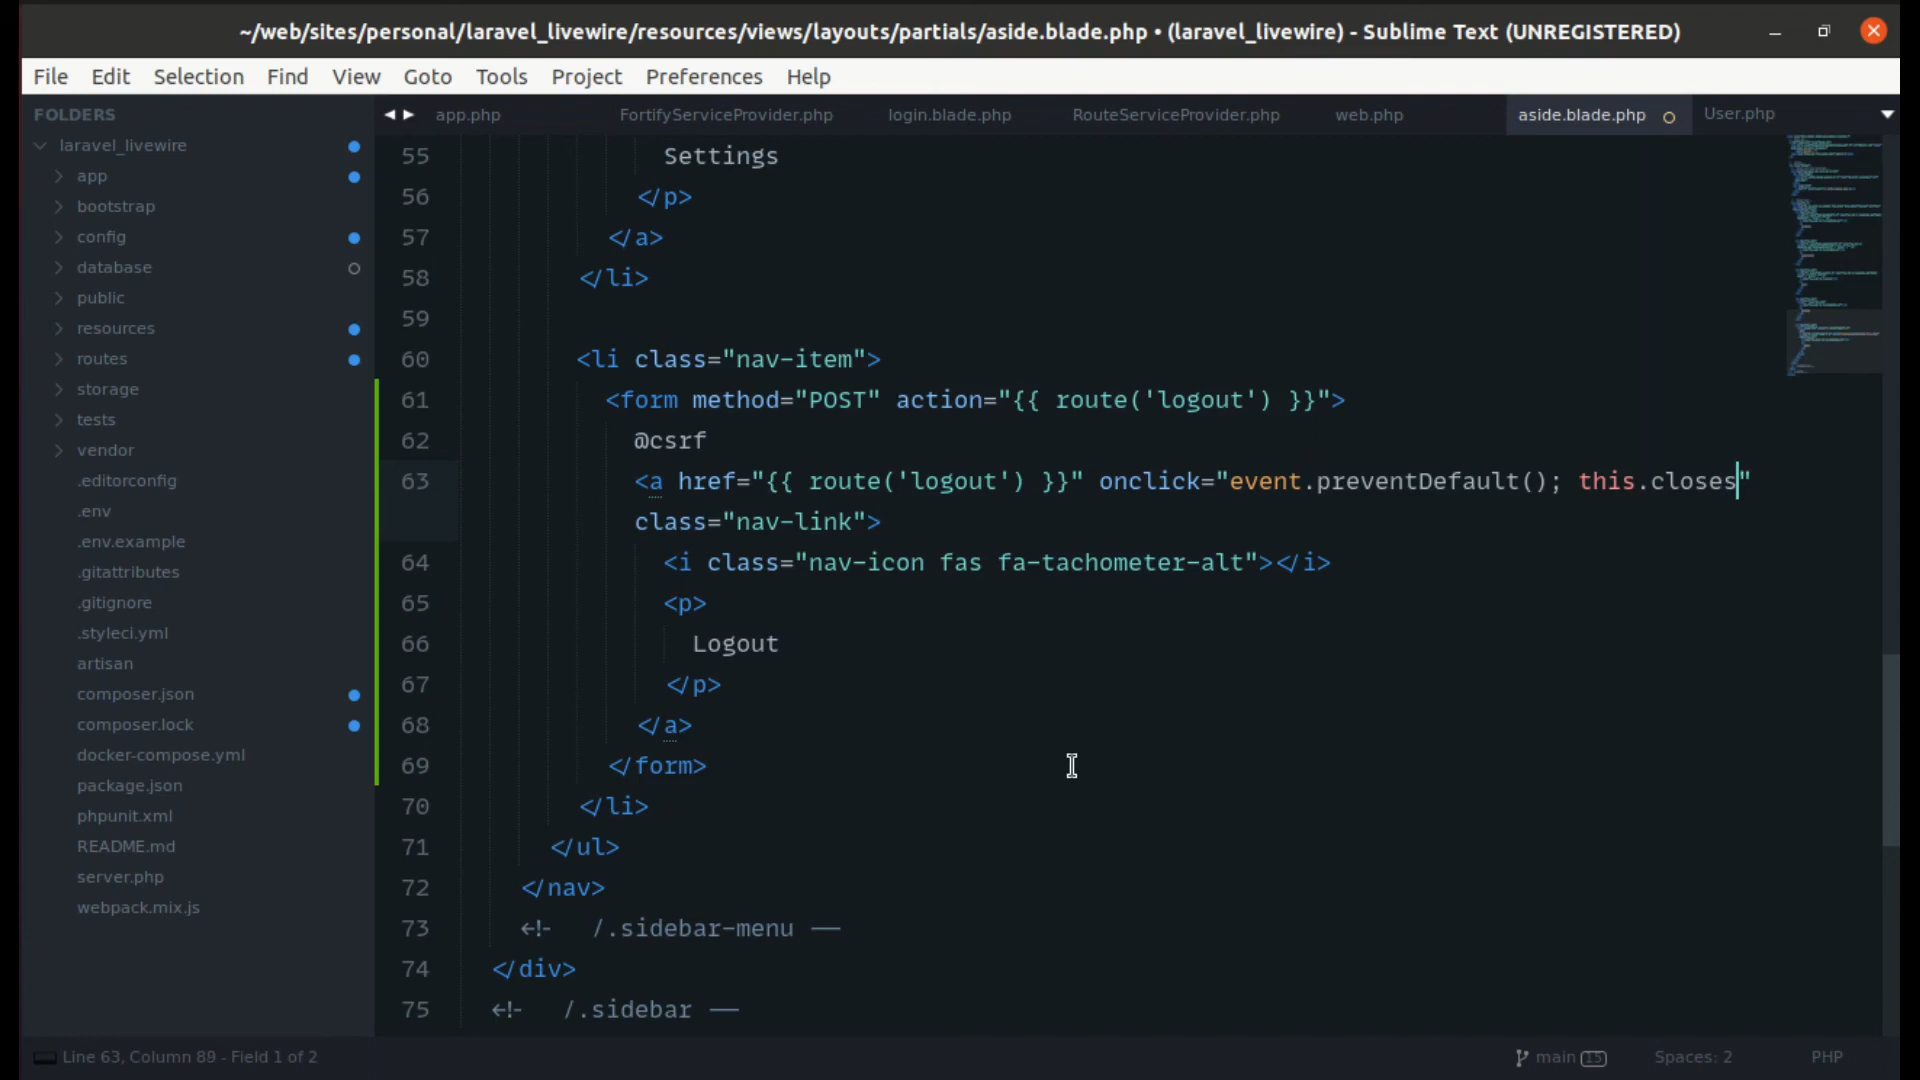 ~/web/sites/personal/laravel_livewire/resources/views/layouts/partials/aside.blade.php • (laravel_livewire) - Sublime Text (UNREGISTERED)
File Edit Selection Find View Goto Tools Project Preferences Help
FOLDERS
laravel_livewire
app
bootstrap
config
database
public
resources
routes
storage
tests
vendor
.editorconfig
.env
.env.example
.gitattributes
.gitignore
.styleci.yml
artisan
composer.json
composer.lock
docker-compose.yml
package.json
phpunit.xml
README.md
server.php
webpack.mix.js
app.php FortifyServiceProvider.php login.blade.php RouteServiceProvider.php web.php aside.blade.php User.php
55 Settings
56 </p>
57 </a>
58 </li>
59
60 <li class="nav-item">
61 <form method="POST" action="{{ route('logout') }}">
62 @csrf
63 <a href="{{ route('logout') }}" onclick="event.preventDefault(); this.closes"
class="nav-link">
64 <i class="nav-icon fas fa-tachometer-alt"></i>
65 <p>
66 Logout
67 </p>
68 </a>
69 </form>
70 </li>
71 </ul>
72 </nav>
73 <!- /.sidebar-menu —
74 </div>
75 <!- /.sidebar —
Line 63, Column 89 - Field 1 of 2 main 15 Spaces: 2 PHP